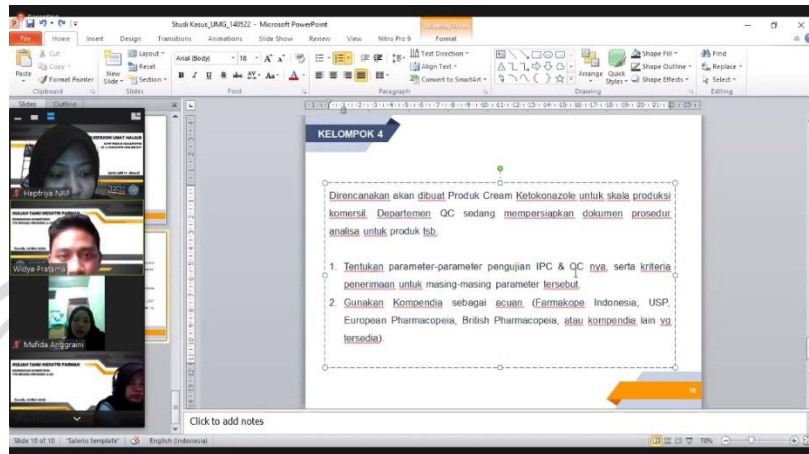 Studi Kasus_UMG_140522 - Microsoft PowerPoint
File Home Insert Design Transitions Animations Slide Show Review View Nitro Pro 9 Format
Cut
Copy
Format Painter
Paste
Clipboard
New Slide
Layout
Reset
Section
Slides
Arial (Body) 18
Font
Text Direction
Align Text
Convert to SmartArt
Paragraph
Arrange
Quick Styles
Shape Fill
Shape Outline
Shape Effects
Drawing
Find
Replace
Select
Editing
Slides Outline
Hepfriya NRP
Widya Pratama
Mufida Anggraini
KELOMPOK 4
Direncanakan akan dibuat Produk Cream Ketokonazole untuk skala produksi
komersil. Departemen QC sedang mempersiapkan dokumen prosedur
analisa untuk produk tsb.
1. Tentukan parameter-parameter pengujian IPC & QC nya, serta kriteria
penerimaan untuk masing-masing parameter tersebut.
2. Gunakan Kompendia sebagai acuan (Farmakope Indonesia, USP,
European Pharmacopeia, British Pharmacopeia, atau kompendia lain yg
tersedia).
Click to add notes
Slide 10 of 10 "Saterio template" English (Indonesia) 70%